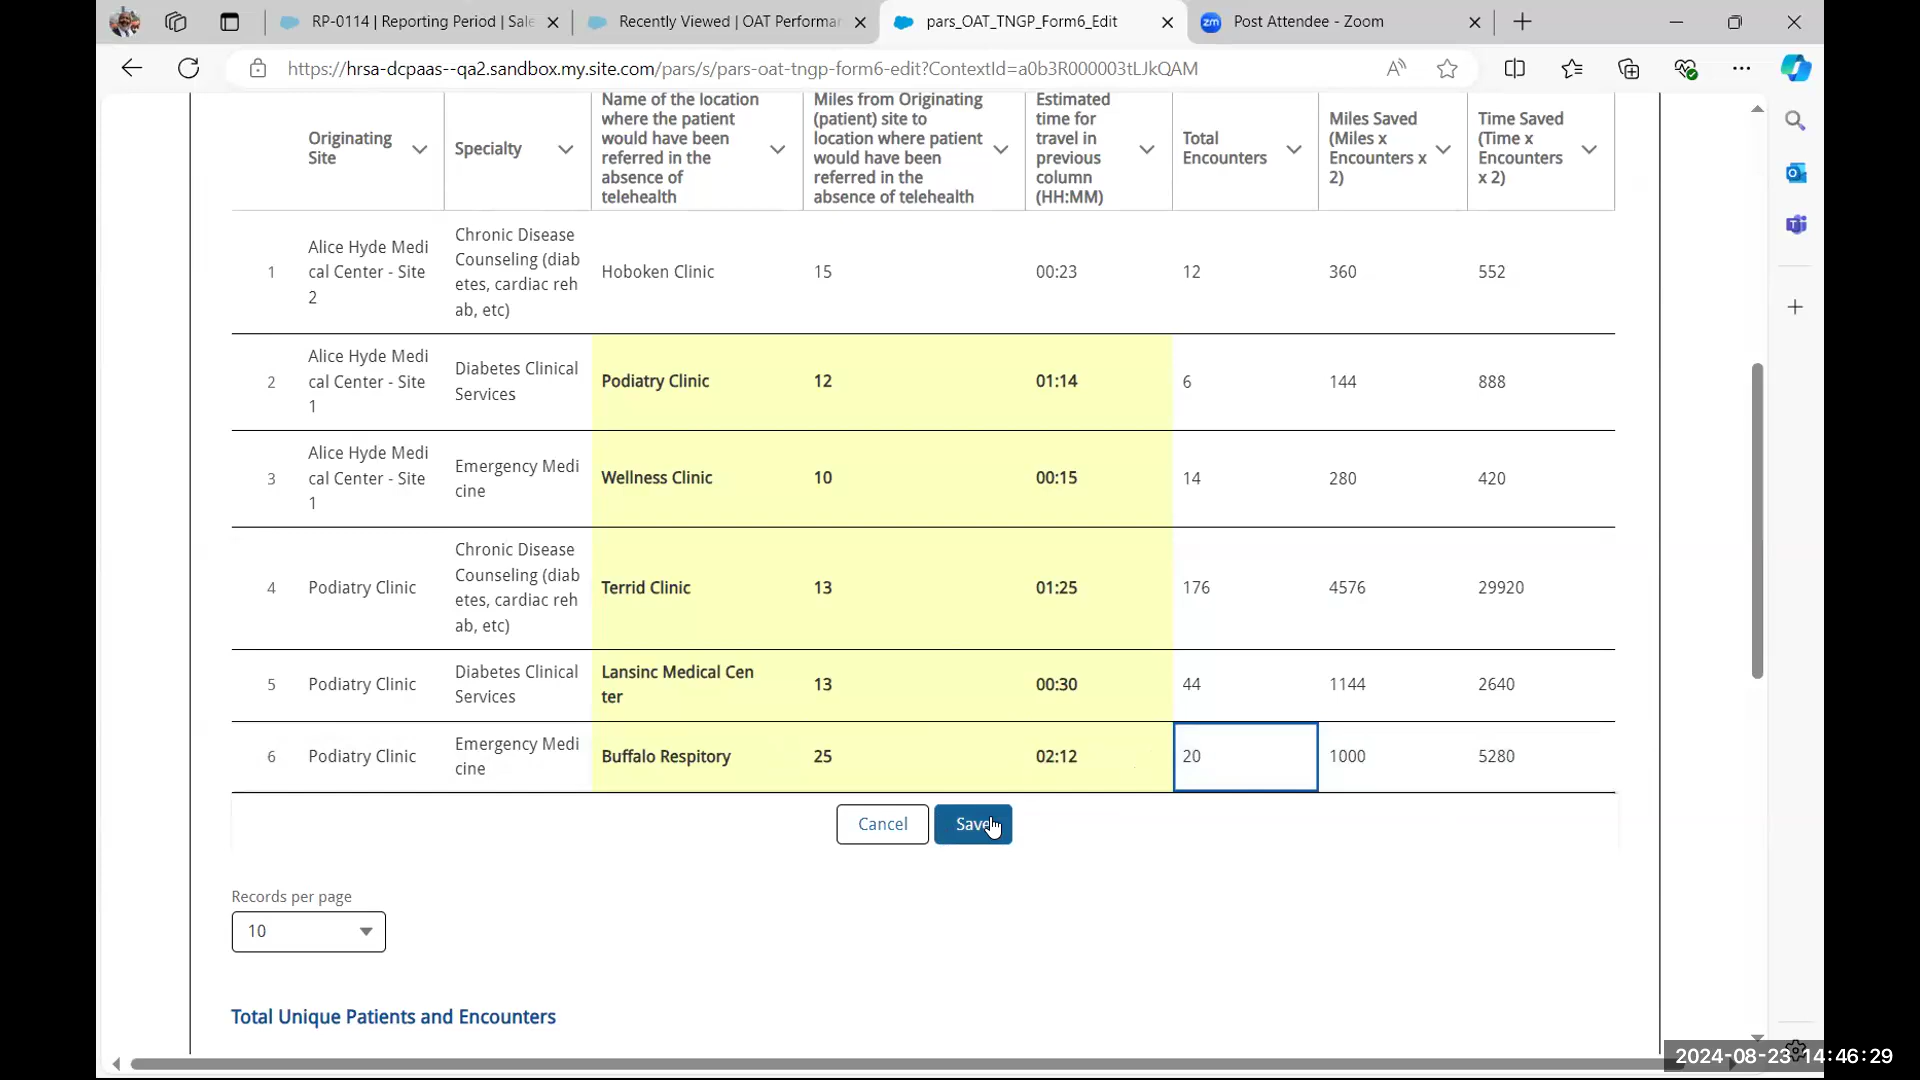 RP-0114 | Reporting Period | Sale
Recently Viewed | OAT Performan
pars_OAT_TNGP_Form6_Edit
zm
Post Attendee - Zoom
https://hrsa-dcpaas--qa2.sandbox.my.site.com/pars/s/pars-oat-tngp-form6-edit?ContextId=a0b3R000003tLJkQAM
Originating
Site
Specialty
Name of the location
where the patient
would have been
referred in the
absence of
telehealth
Miles from Originating
(patient) site to
location where patient
would have been
referred in the
absence of telehealth
Estimated
time for
travel in
previous
column
(HH:MM)
Total
Encounters
Miles Saved
(Miles x
Encounters x
2)
Time Saved
(Time x
Encounters
x 2)
1
Alice Hyde Medi
cal Center - Site
2
Chronic Disease
Counseling (diab
etes, cardiac reh
ab, etc)
Hoboken Clinic
15
00:23
12
360
552
2
Alice Hyde Medi
cal Center - Site
1
Diabetes Clinical
Services
Podiatry Clinic
12
01:14
6
144
888
3
Alice Hyde Medi
cal Center - Site
1
Emergency Medi
cine
Wellness Clinic
10
00:15
14
280
420
4
Podiatry Clinic
Chronic Disease
Counseling (diab
etes, cardiac reh
ab, etc)
Terrid Clinic
13
01:25
176
4576
29920
5
Podiatry Clinic
Diabetes Clinical
Services
Lansinc Medical Cen
ter
13
00:30
44
1144
2640
6
Podiatry Clinic
Emergency Medi
cine
Buffalo Respitory
25
02:12
20
1000
5280
Cancel
Save
Records per page
10
Total Unique Patients and Encounters
2024-08-23 14:46:29